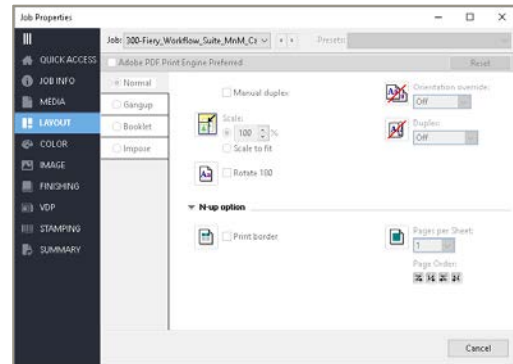 Job Properties
Job: 300-Fiery_Workflow_Suite_MnM_Ca Presets:
Adobe PDF Print Engine Preferred Reset
QUICK ACCESS
JOB INFO
MEDIA
LAYOUT
COLOR
IMAGE
FINISHING
VDP
STAMPING
SUMMARY
Normal
Gangup
Booklet
Impose
Manual duplex
Scale:
100 %
Scale to fit
Rotate 180
Orientation override:
Off
Duplex:
Off
N-up option
Print border
Pages per Sheet:
1
Page Order:
Cancel